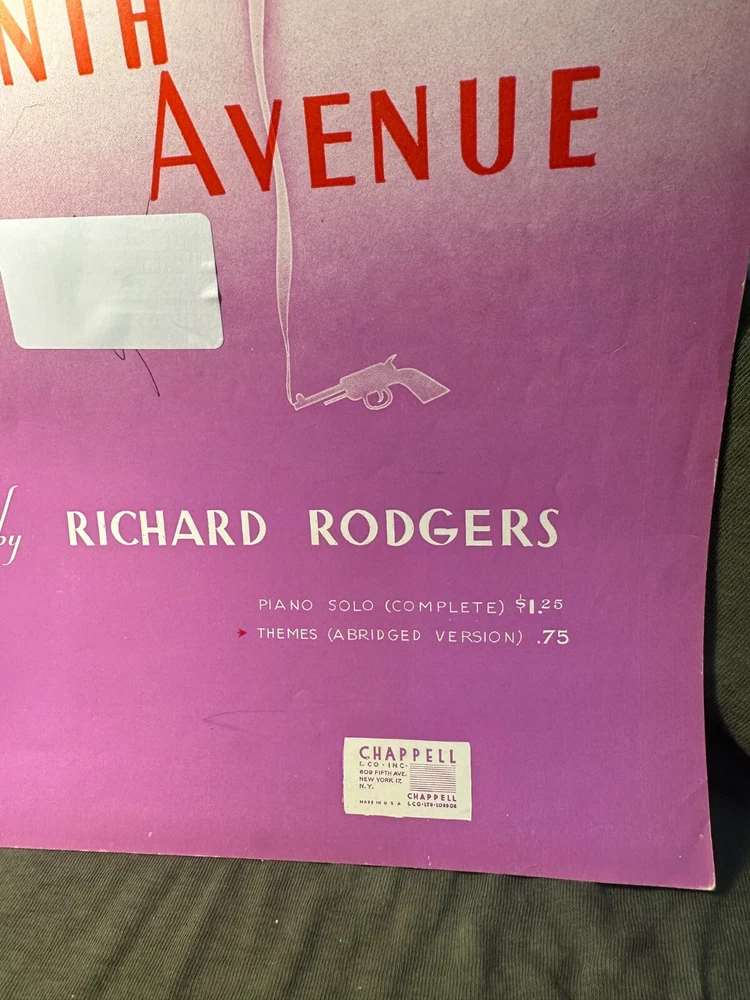 NTH
AVENUE
by RICHARD RODGERS
PIANO SOLO (COMPLETE) $1.25
THEMES (ABRIDGED VERSION) .75
CHAPPELL
& CO · INC ·
609 FIFTH AVE.
NEW YORK 17,
N.Y.
MADE IN U.S.A.
CHAPPELL
& CO · LTD · LONDON